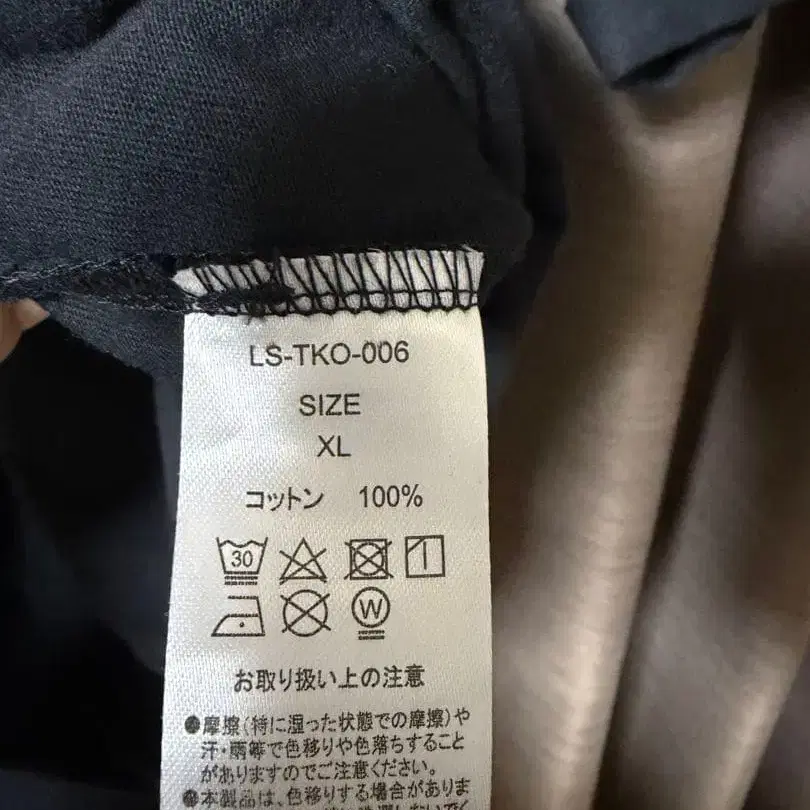 LS-TKO-006
SIZE
XL
コットン 100%
30
W
お取り扱い上の注意
●摩擦(特に湿った状態での摩擦)や
汗・雨等で色移りや色落ちすること
がありますのでご注意ください。
●本製品は、色移りする場合がありま